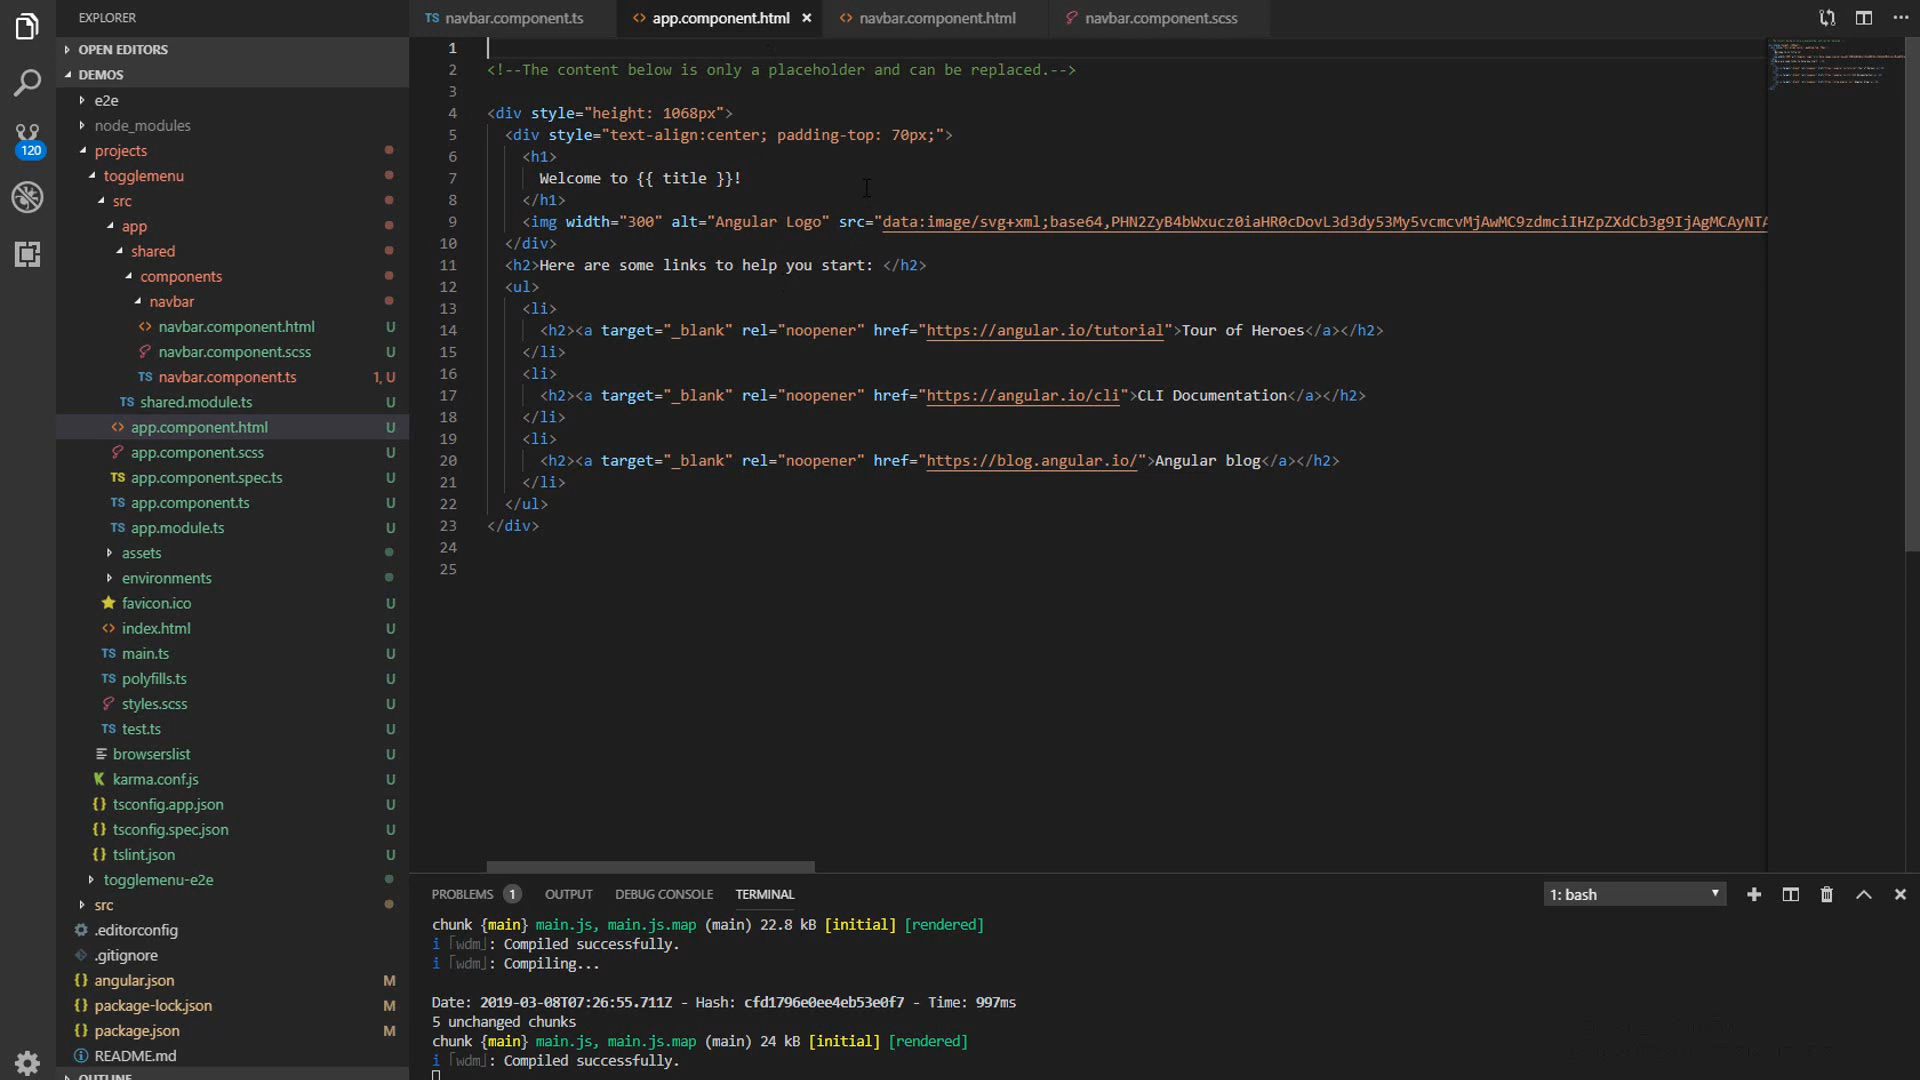 EXPLORER
OPEN EDITORS
DEMOS
e2e
node_modules
projects
togglemenu
src
app
shared
components
navbar
navbar.component.html U
navbar.component.scss U
TS navbar.component.ts 1, U
TS shared.module.ts U
app.component.html U
app.component.scss U
TS app.component.spec.ts U
TS app.component.ts U
TS app.module.ts U
assets
environments
favicon.ico U
index.html U
TS main.ts U
TS polyfills.ts U
styles.scss U
TS test.ts U
browserslist U
karma.conf.js U
tsconfig.app.json U
tsconfig.spec.json U
tslint.json U
togglemenu-e2e
src
.editorconfig
.gitignore
angular.json M
package-lock.json M
package.json M
README.md
OUTLINE
120
TS navbar.component.ts
app.component.html
navbar.component.html
navbar.component.scss
1
2 <!--The content below is only a placeholder and can be replaced.-->
3
4 <div style="height: 1068px">
5 <div style="text-align:center; padding-top: 70px;">
6 <h1>
7 Welcome to {{ title }}!
8 </h1>
9 <img width="300" alt="Angular Logo" src="data:image/svg+xml;base64,PHN2ZyB4bWxucz0iaHR0cDovL3d3dy53My5vcmcvMjAwMC9zdmciIHZpZXdCb3g9IjAgMCAyNTA
10 </div>
11 <h2>Here are some links to help you start: </h2>
12 <ul>
13 <li>
14 <h2><a target="_blank" rel="noopener" href="https://angular.io/tutorial">Tour of Heroes</a></h2>
15 </li>
16 <li>
17 <h2><a target="_blank" rel="noopener" href="https://angular.io/cli">CLI Documentation</a></h2>
18 </li>
19 <li>
20 <h2><a target="_blank" rel="noopener" href="https://blog.angular.io/">Angular blog</a></h2>
21 </li>
22 </ul>
23 </div>
24
25
PROBLEMS 1 OUTPUT DEBUG CONSOLE TERMINAL
1: bash
chunk {main} main.js, main.js.map (main) 22.8 kB [initial] [rendered]
i ｢wdm｣: Compiled successfully.
i ｢wdm｣: Compiling...
Date: 2019-03-08T07:26:55.711Z - Hash: cfd1796e0ee4eb53e0f7 - Time: 997ms
5 unchanged chunks
chunk {main} main.js, main.js.map (main) 24 kB [initial] [rendered]
i ｢wdm｣: Compiled successfully.